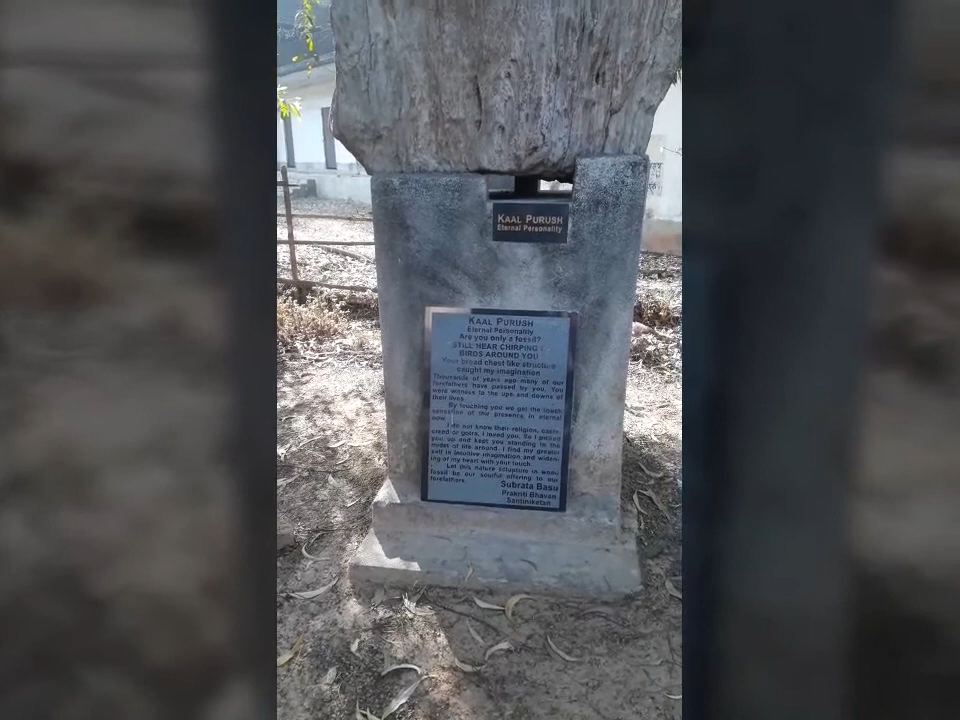 KAAL PURUSH
Eternal Personality
KAAL PURUSH
Eternal Personality
Are you only a fossil?
STILL HEAR CHIRPING
BIRDS AROUND YOU
Your broad chest like structure
caught my imagination
Thousands of years ago many of our
forefathers have passed by you. You
were witness to the ups and downs of
their lives.
By touching you we get the touch
sensation of this presence in eternal
now.
I do not know their religion, caste
creed or gotra. I loved you. So I picked
you up and kept you standing in the
midst of life around. I find my greater
self in intuitive imagination and widen-
ing of my heart with your touch.
Let this nature sculpture in wood
fossil be our soulful offering to our
forefathers.
Subrata Basu
Prakriti Bhavan
Santiniketan